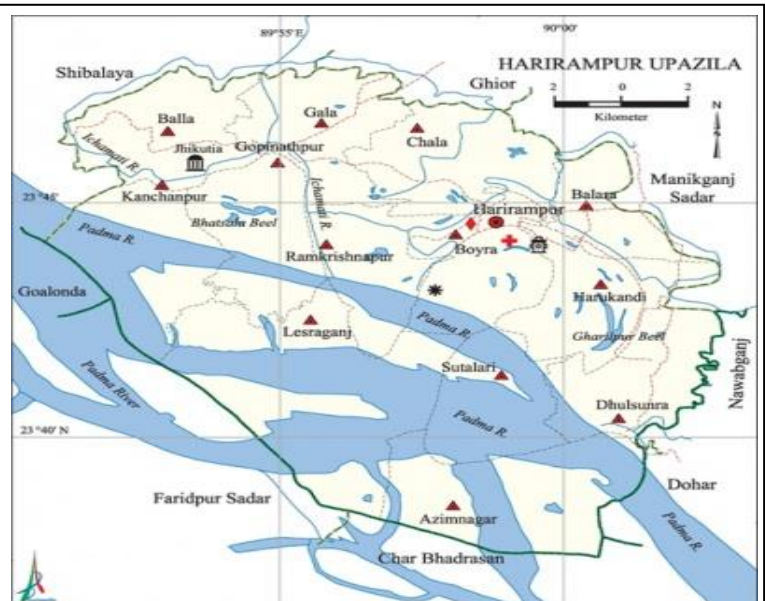 89°55' E
90°00'
HARIRAMPUR UPAZILA
Shibalaya
Ghior
2 0 2
Kilometer
N
Balla
Gala
Chala
Ichamati R.
Jhikutia
Gopinathpur
Manikganj
Sadar
Kanchanpur
Ichamati R.
Balara
23°45'
Bhatsala Beel
Harirampur
Padma R.
Ramkrishnapur
Boyra
Goalonda
Harukandi
Lesraganj
Padma R.
Gharilpur Beel
Nawabganj
Padma River
Sutalari
Padma R.
Dhulsunra
23°40' N
Dohar
Faridpur Sadar
Azimnagar
Padma R.
Char Bhadrasan